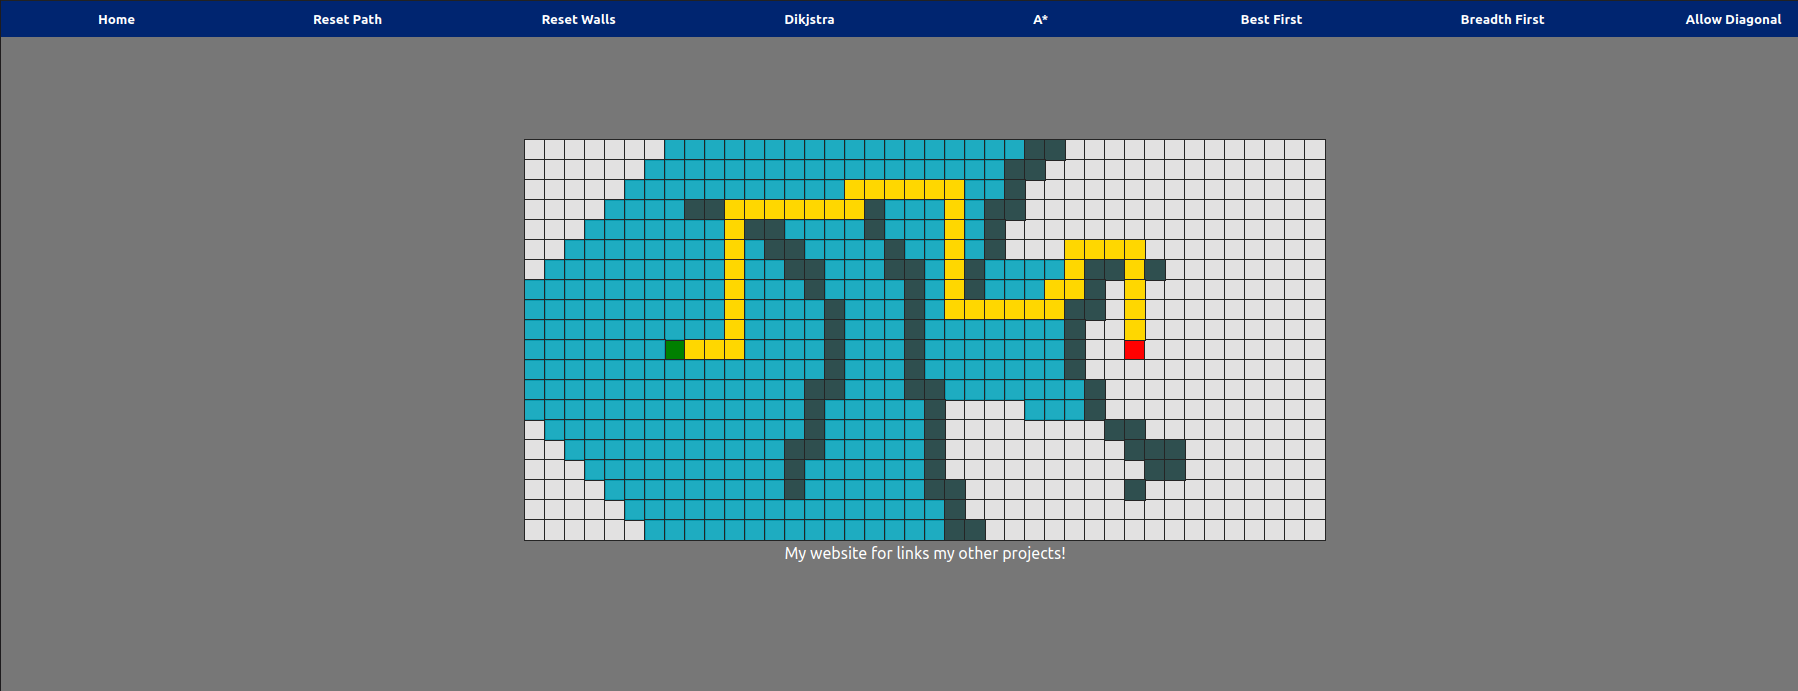 Home Reset Path Reset Walls Dikjstra A* Best First Breadth First Allow Diagonal
My website for links my other projects!